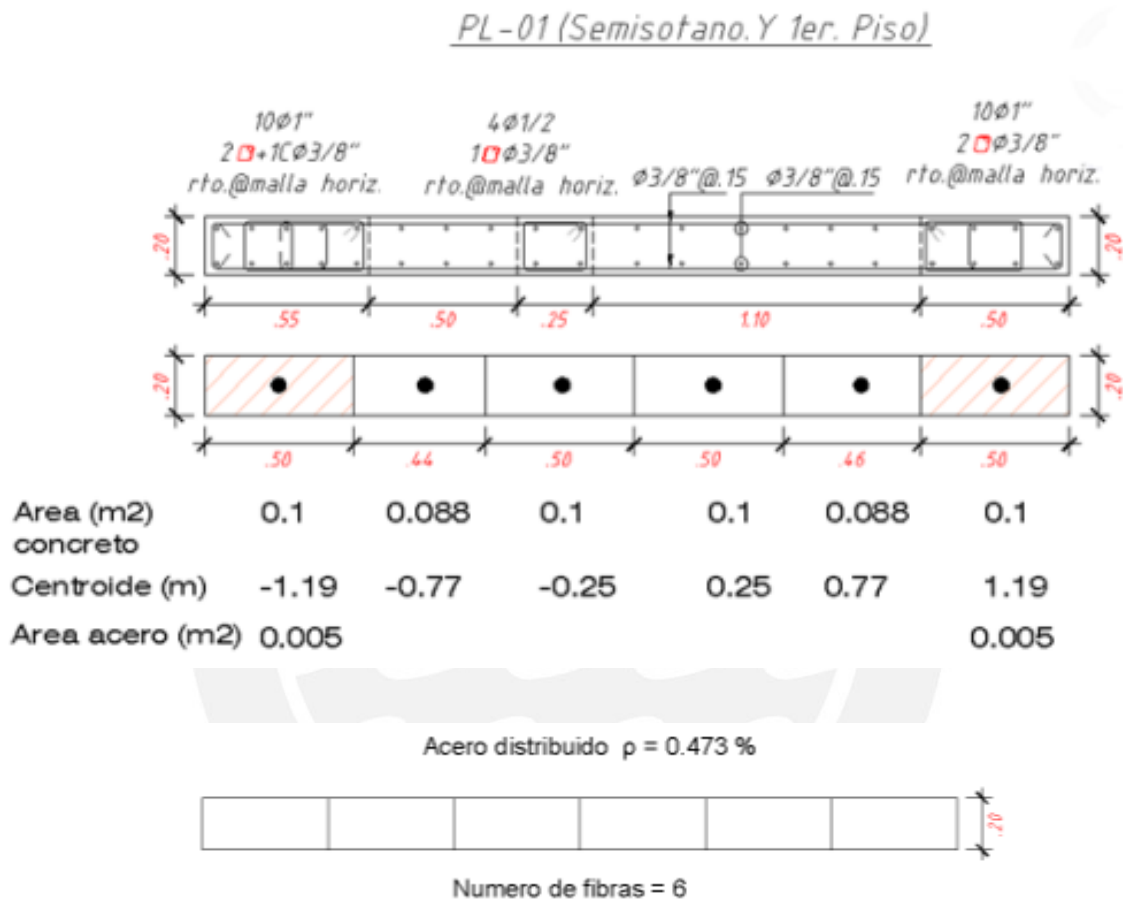 PL-01 (Semisotano. Y 1er. Piso)
10Ø1" 4Ø1/2 10Ø1"
2 +1CØ3/8" 1 Ø3/8" 2 Ø3/8"
rto.@malla horiz. rto.@malla horiz. Ø3/8"@.15 Ø3/8"@.15 rto.@malla horiz.
.20 .20
.55 .50 .25 1.10 .50
.20 .20
.50 .44 .50 .50 .46 .50
Area (m2) 0.1 0.088 0.1 0.1 0.088 0.1
concreto
Centroide (m) -1.19 -0.77 -0.25 0.25 0.77 1.19
Area acero (m2) 0.005 0.005
Acero distribuido ρ = 0.473 %
.20
Numero de fibras = 6